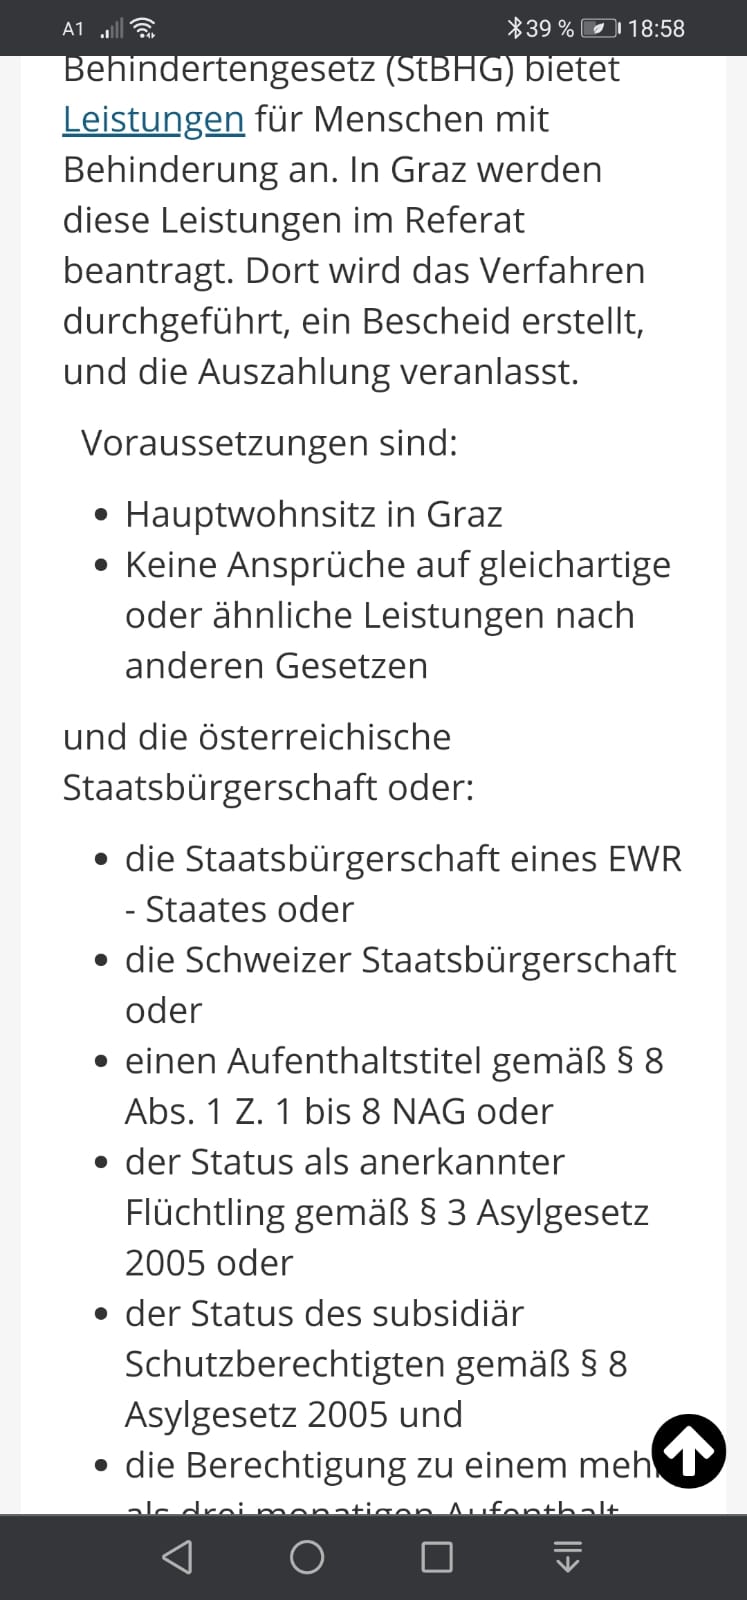 A1
39 %
18:58
Behindertengesetz (StBHG) bietet
Leistungen für Menschen mit
Behinderung an. In Graz werden
diese Leistungen im Referat
beantragt. Dort wird das Verfahren
durchgeführt, ein Bescheid erstellt,
und die Auszahlung veranlasst.
Voraussetzungen sind:
• Hauptwohnsitz in Graz
• Keine Ansprüche auf gleichartige
oder ähnliche Leistungen nach
anderen Gesetzen
und die österreichische
Staatsbürgerschaft oder:
• die Staatsbürgerschaft eines EWR
- Staates oder
• die Schweizer Staatsbürgerschaft
oder
• einen Aufenthaltstitel gemäß § 8
Abs. 1 Z. 1 bis 8 NAG oder
• der Status als anerkannter
Flüchtling gemäß § 3 Asylgesetz
2005 oder
• der Status des subsidiär
Schutzberechtigten gemäß § 8
Asylgesetz 2005 und
• die Berechtigung zu einem meh
als drei monatigen Aufenthalt